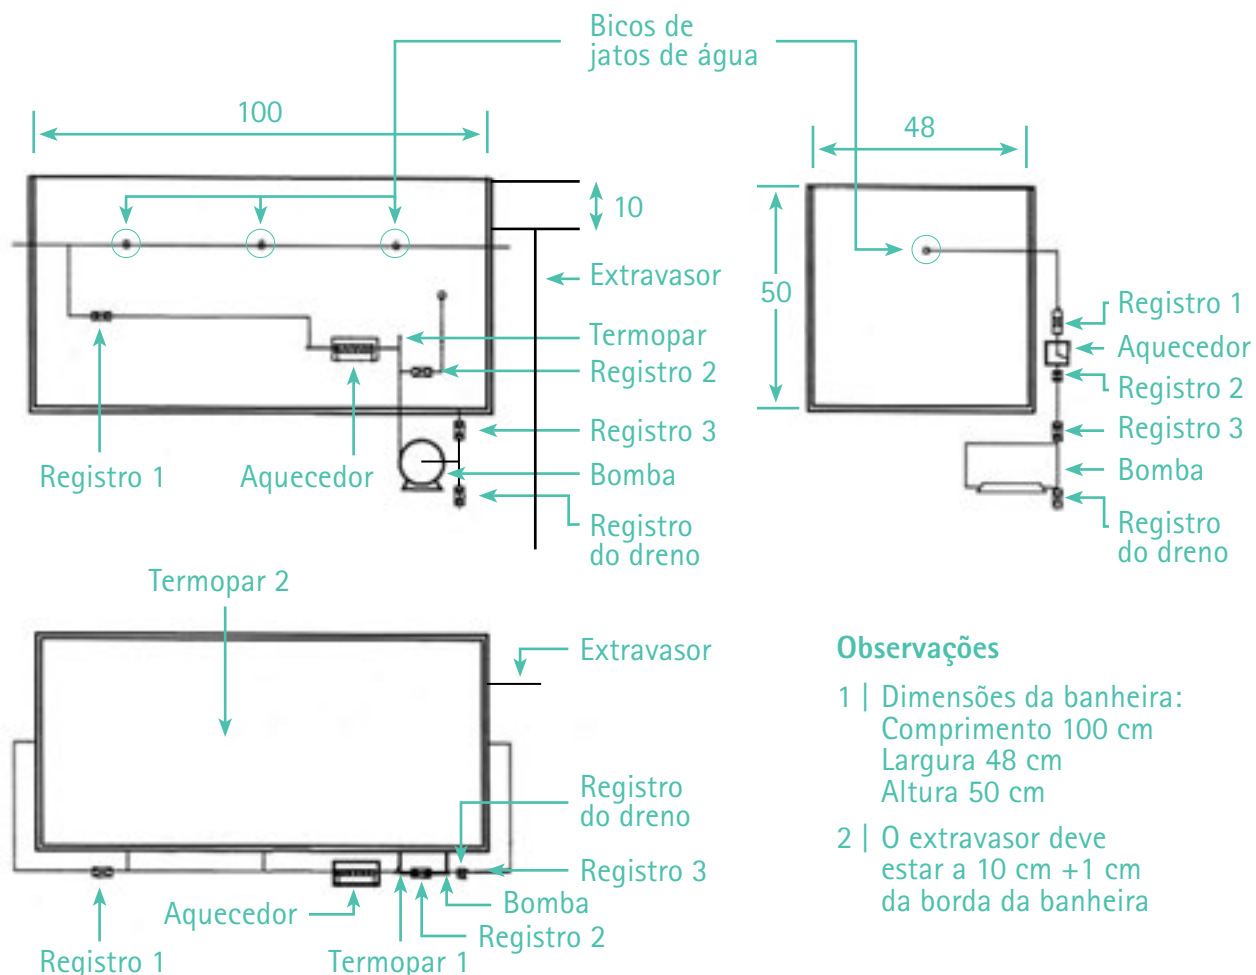 Bicos de
jatos de água
100
48
10
Extravasor
50
Termopar
Registro 2
Registro 3
Bomba
Registro
do dreno
Registro 1
Aquecedor
Registro 1
Aquecedor
Registro 2
Registro 3
Bomba
Registro
do dreno
Termopar 2
Extravasor
Registro
do dreno
Registro 3
Bomba
Aquecedor
Registro 2
Registro 1
Termopar 1
Observações
1 | Dimensões da banheira:
Comprimento 100 cm
Largura 48 cm
Altura 50 cm
2 | O extravasor deve
estar a 10 cm +1 cm
da borda da banheira